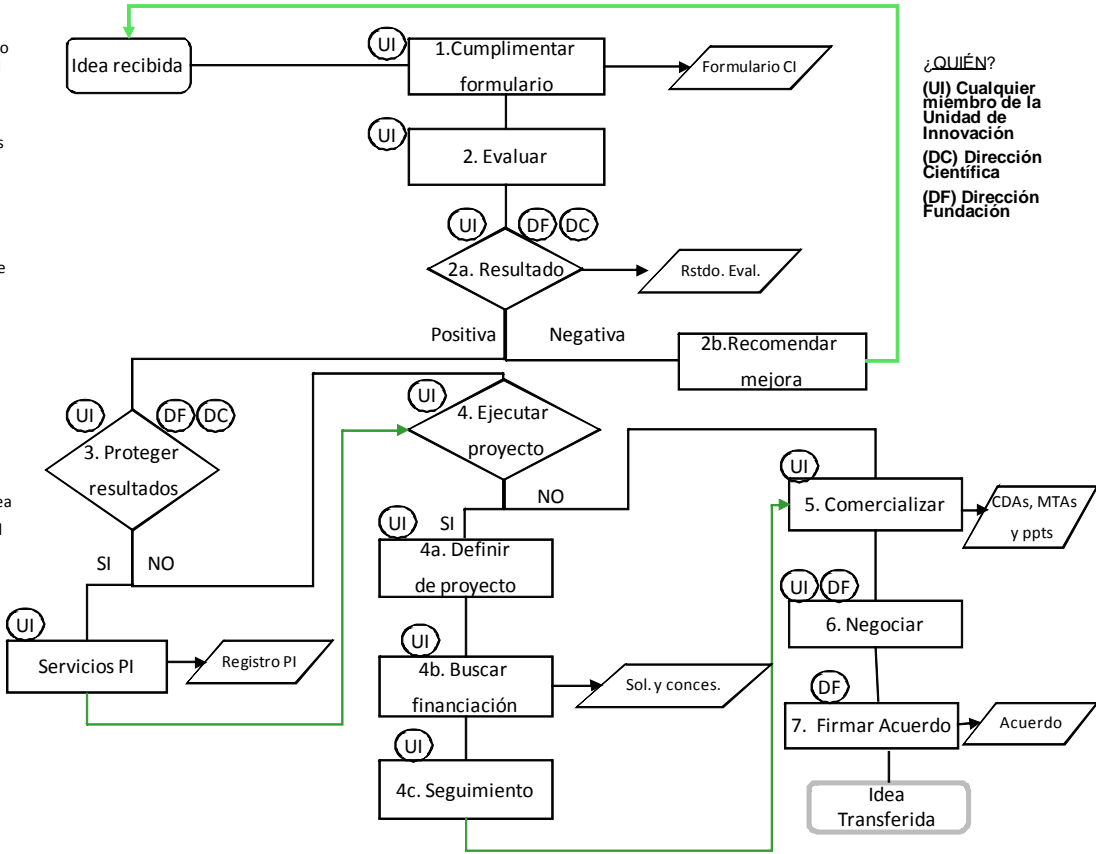 o
s
e
ea
Idea recibida
UI
1.Cumplimentar
formulario
Formulario CI
¿QUIÉN?
(UI) Cualquier
miembro de la
Unidad de
Innovación
(DC) Dirección
Científica
(DF) Dirección
Fundación
UI
2. Evaluar
UI
DF
DC
2a. Resultado
Rstdo. Eval.
Positiva
Negativa
2b.Recomendar
mejora
UI
DF
DC
3. Proteger
resultados
SI
NO
UI
Servicios PI
Registro PI
UI
4. Ejecutar
proyecto
NO
SI
UI
4a. Definir
de proyecto
UI
4b. Buscar
financiación
Sol. y conces.
UI
4c. Seguimiento
UI
5. Comercializar
CDAs, MTAs
y ppts
UI
DF
6. Negociar
DF
7. Firmar Acuerdo
Acuerdo
Idea
Transferida